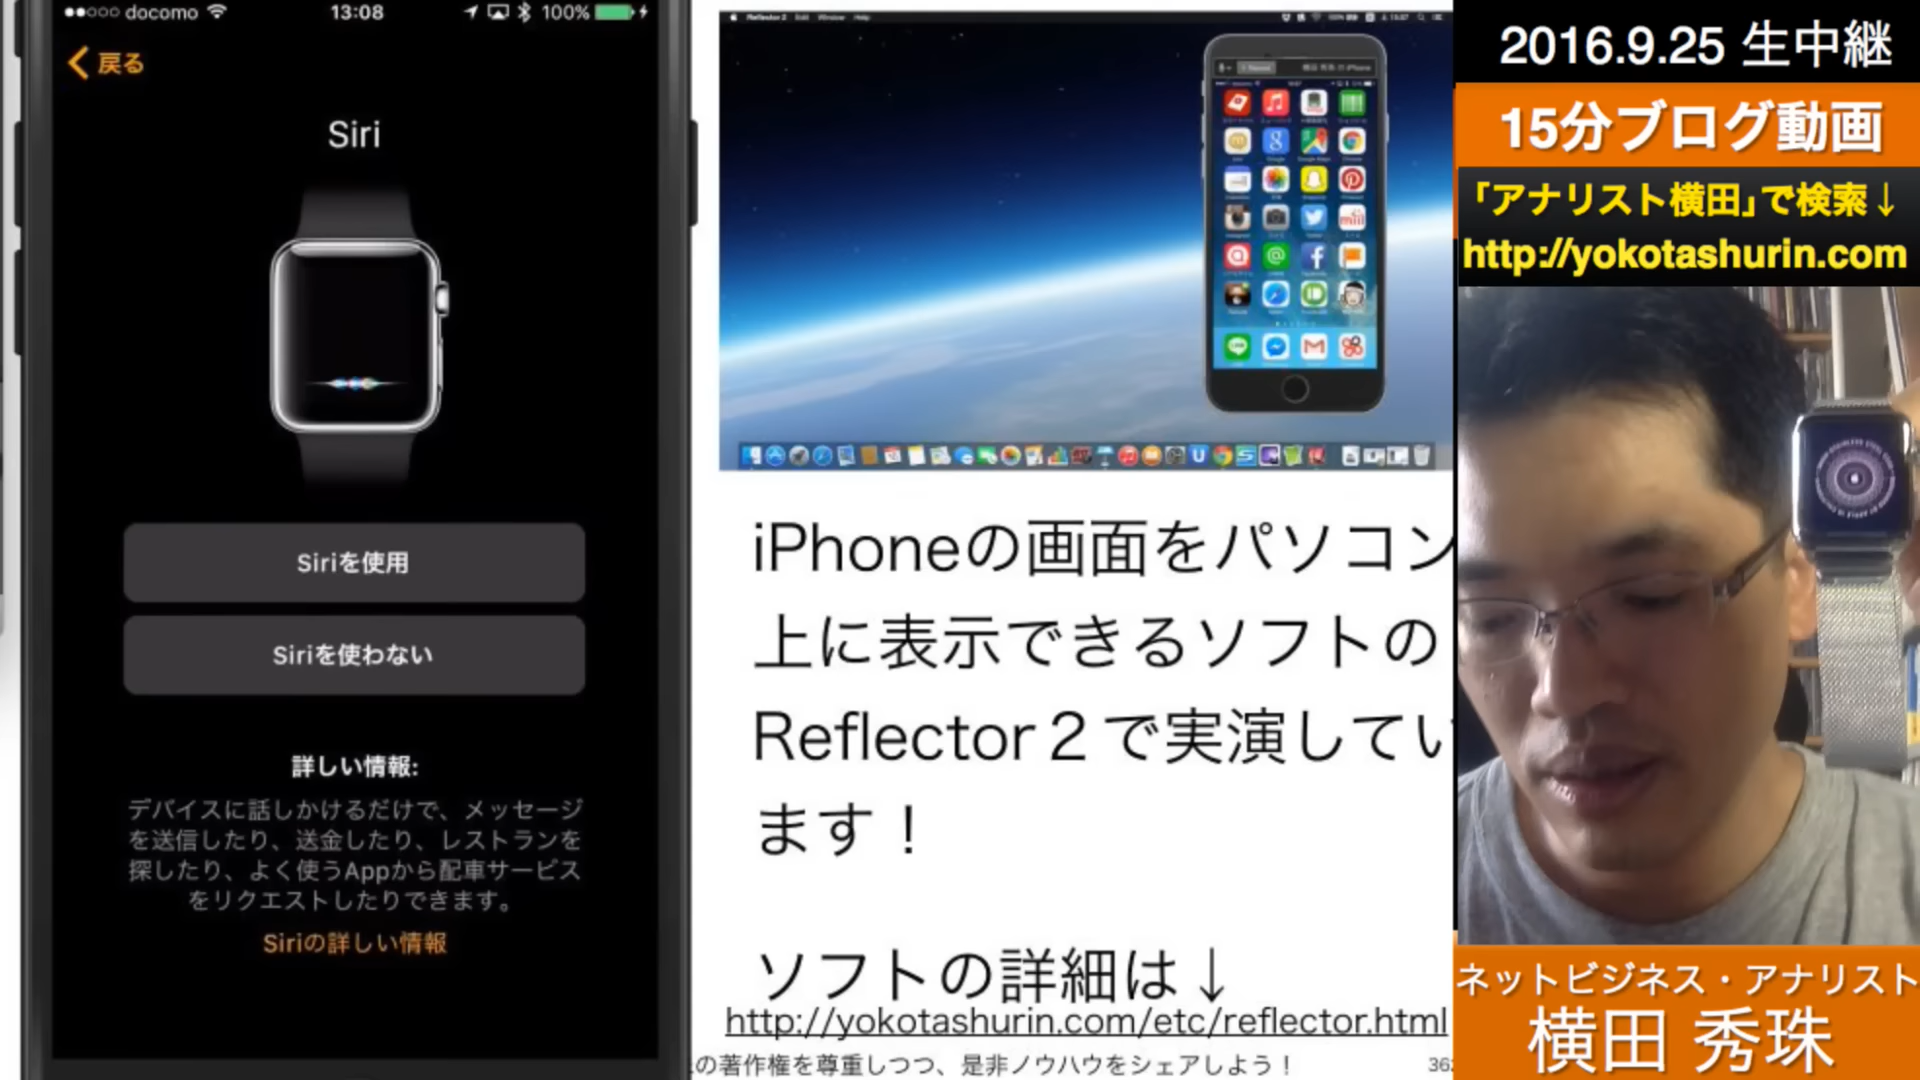 docomo 13:08 100%
戻る
Siri
Siriを使用
Siriを使わない
詳しい情報:
デバイスに話しかけるだけで、メッセージ
を送信したり、送金したり、レストランを
探したり、よく使うAppから配車サービス
をリクエストしたりできます。
Siriの詳しい情報
iPhoneの画面をパソコン
上に表示できるソフトの
Reflector２で実演してい
ます！
ソフトの詳細は↓
http://yokotashurin.com/etc/reflector.html
の著作権を尊重しつつ、是非ノウハウをシェアしよう！
36
2016.9.25 生中継
15分ブログ動画
「アナリスト横田」で検索↓
http://yokotashurin.com
ネットビジネス・アナリスト
横田 秀珠